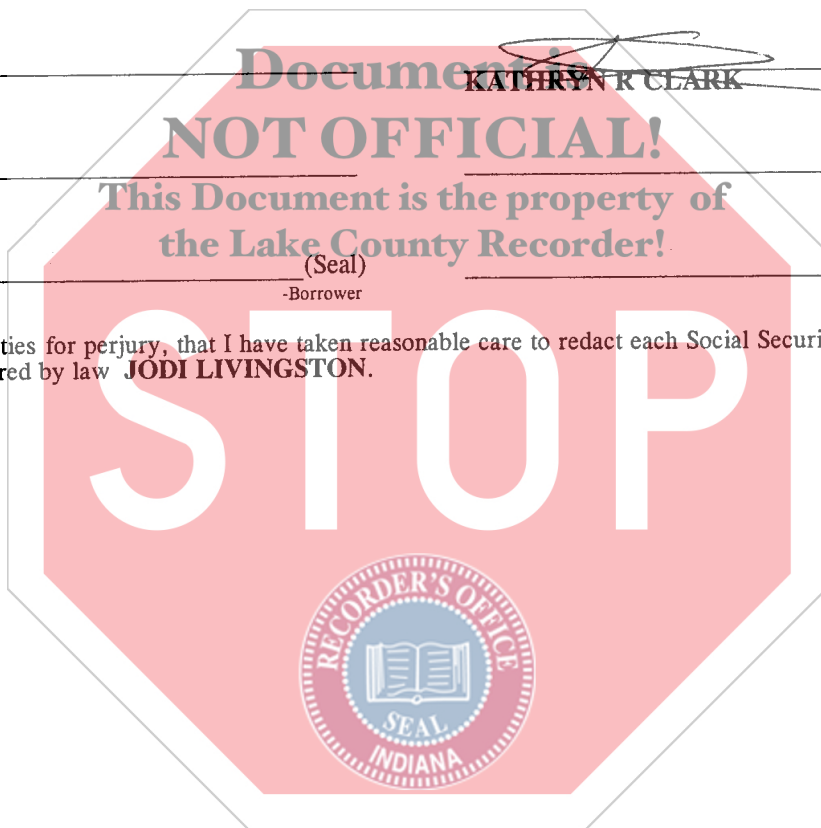 Document is
KATHRYN R CLARK
NOT OFFICIAL!
This Document is the property of
the Lake County Recorder!
(Seal)
-Borrower
ties for perjury, that I have taken reasonable care to redact each Social Securi
red by law JODI LIVINGSTON.
STOP
RECORDER'S OFFICE
SEAL
INDIANA